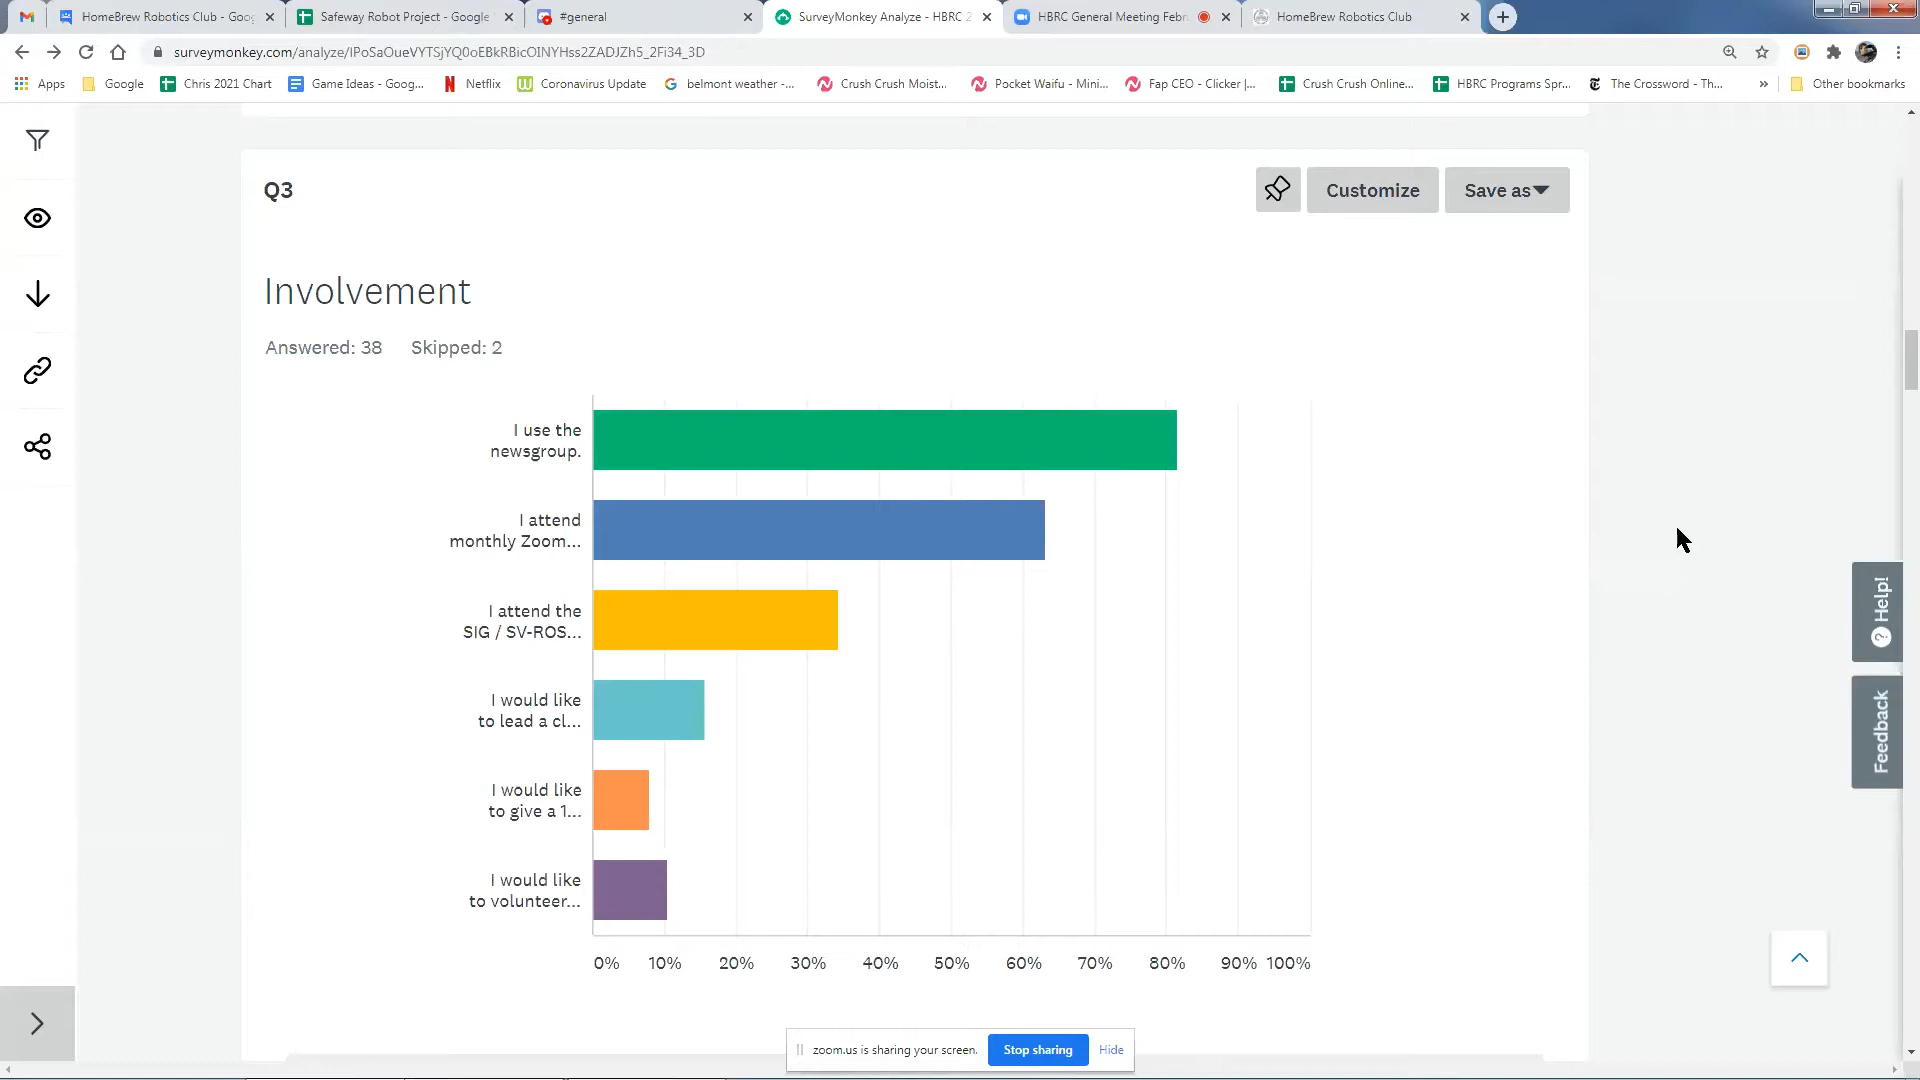 HomeBrew Robotics Club - Goog
Safeway Robot Project - Google
#general
SurveyMonkey Analyze - HBRC 2
HBRC General Meeting Febr
HomeBrew Robotics Club
surveymonkey.com/analyze/IPoSaOueVYTSjYQ0oEBkRBicOINYHss2ZADJZh5_2Fi34_3D
Apps
Google
Chris 2021 Chart
Game Ideas - Goog...
Netflix
Coronavirus Update
belmont weather -...
Crush Crush Moist...
Pocket Waifu - Mini...
Fap CEO - Clicker |...
Crush Crush Online...
HBRC Programs Spr...
The Crossword - Th...
»
Other bookmarks
Q3
Customize
Save as
Involvement
Answered: 38 Skipped: 2
I use the
newsgroup.
I attend
monthly Zoom...
I attend the
SIG / SV-ROS...
I would like
to lead a cl...
I would like
to give a 1...
I would like
to volunteer...
0% 10% 20% 30% 40% 50% 60% 70% 80% 90% 100%
Help!
Feedback
zoom.us is sharing your screen.
Stop sharing
Hide